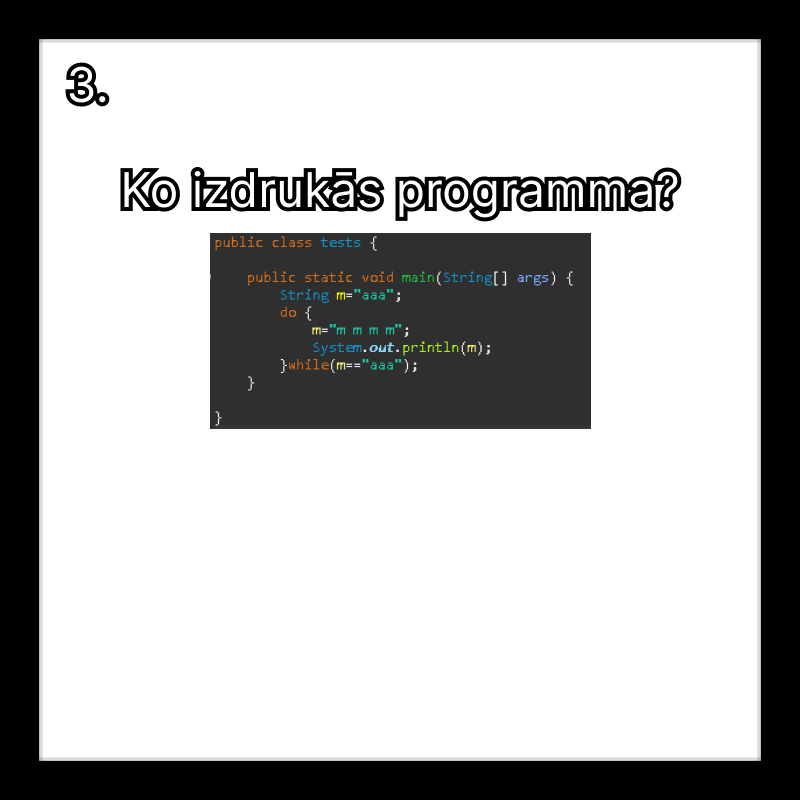 3.
Ko izdrukās programma?
public class tests {
public static void main(String[] args) {
String m="aaa";
do {
m="m m m m";
System.out.println(m);
}while(m=="aaa");
}
}